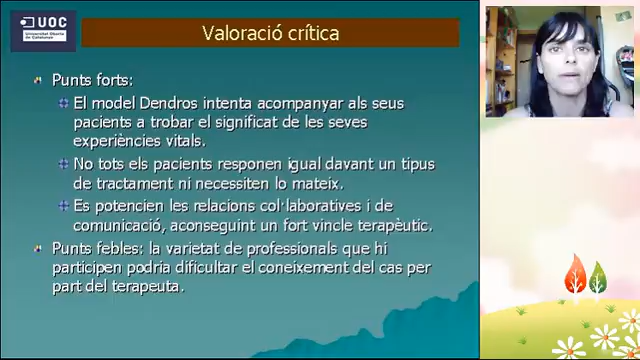 UOC
Universitat Oberta
de Catalunya
Valoració crítica
Punts forts:
El model Dendros intenta acompanyar als seus
pacients a trobar el significat de les seves
experiències vitals.
No tots els pacients responen igual davant un tipus
de tractament ni necessiten lo mateix.
Es potencien les relacions col·laboratives i de
comunicació, aconseguint un fort vincle terapèutic.
Punts febles: la varietat de professionals que hi
participen podria dificultar el coneixement del cas per
part del terapeuta.